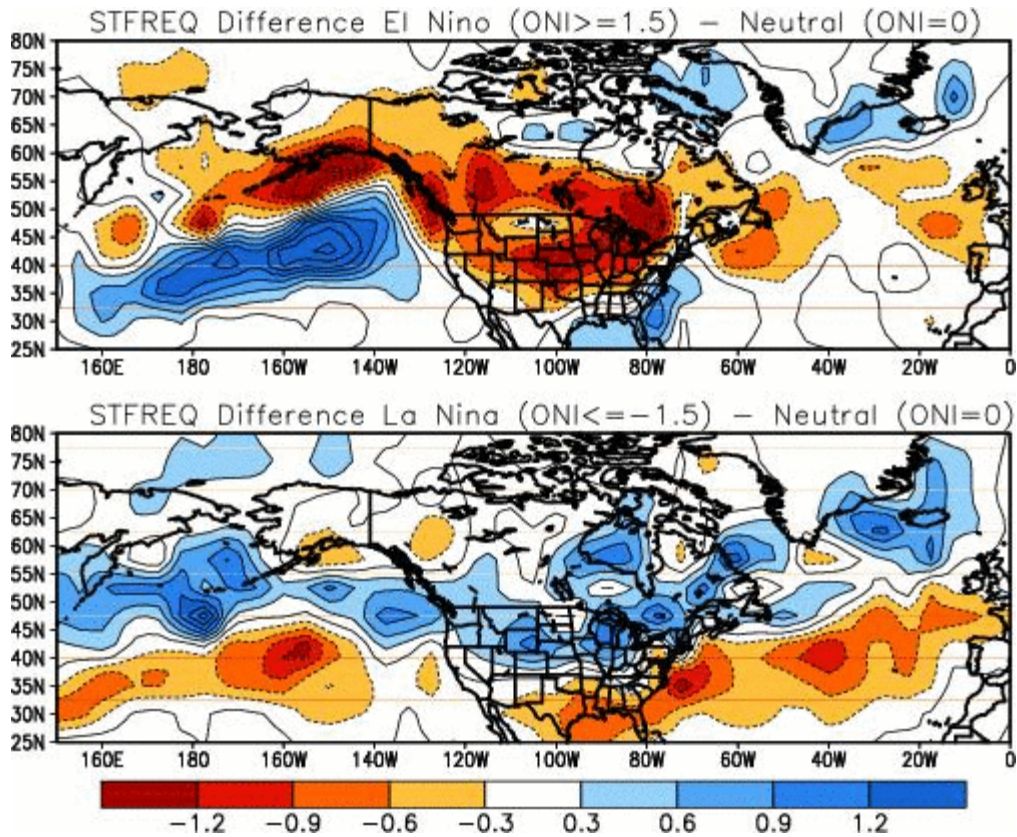 STFREQ Difference El Nino (ONI>=1.5) – Neutral (ONI=0)
80N
75N
70N
65N
60N
55N
50N
45N
40N
35N
30N
25N
160E 180 160W 140W 120W 100W 80W 60W 40W 20W 0
STFREQ Difference La Nina (ONI<=−1.5) – Neutral (ONI=0)
80N
75N
70N
65N
60N
55N
50N
45N
40N
35N
30N
25N
160E 180 160W 140W 120W 100W 80W 60W 40W 20W 0
−1.2 −0.9 −0.6 −0.3 0.3 0.6 0.9 1.2